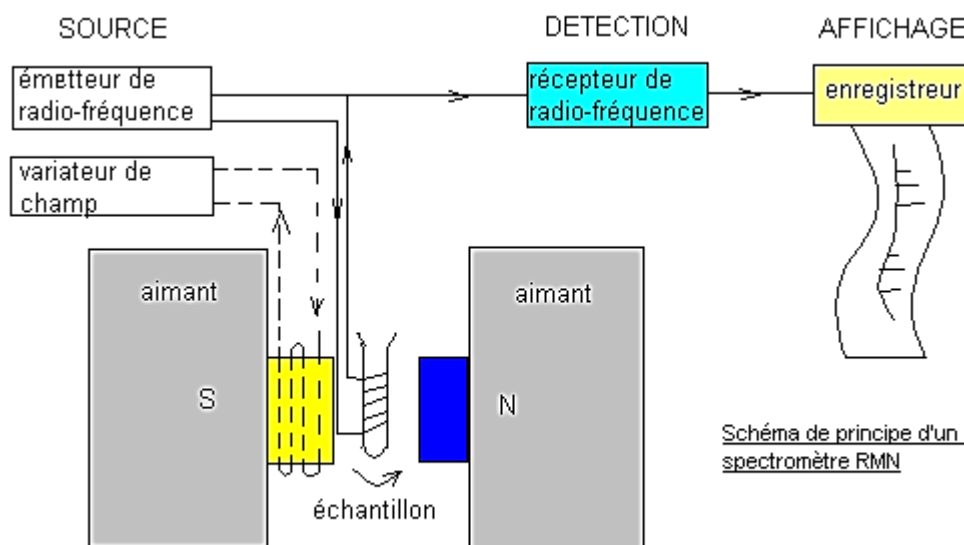 SOURCE
DETECTION
AFFICHAGE
émetteur de
radio-fréquence
récepteur de
radio-fréquence
enregistreur
variateur de
champ
aimant
aimant
S
N
échantillon
Schéma de principe d'un
spectromètre RMN